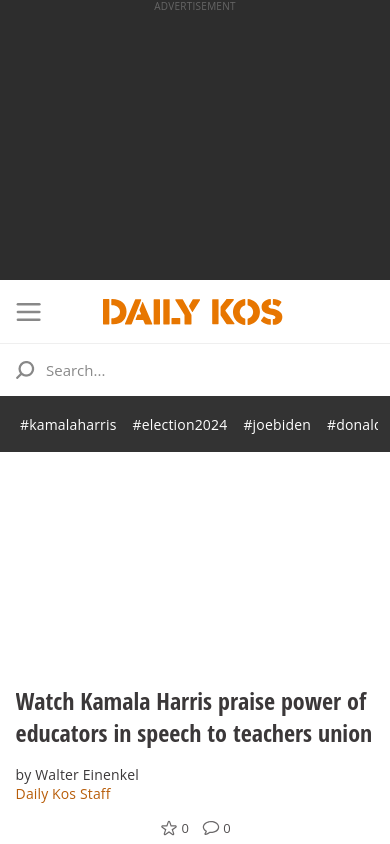 ADVERTISEMENT
DAILY KOS
Search...
#kamalaharris #election2024 #joebiden #donald
Watch Kamala Harris praise power of
educators in speech to teachers union
by Walter Einenkel
Daily Kos Staff
0 0